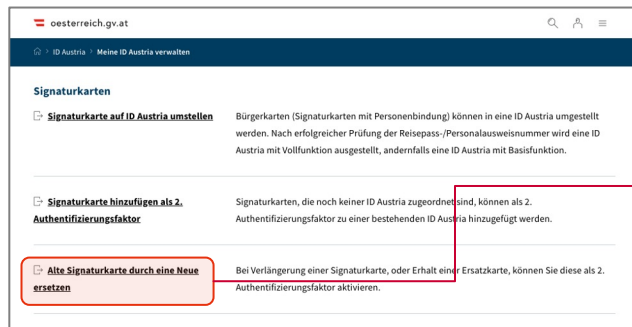 oesterreich.gv.at
ID Austria > Meine ID Austria verwalten
Signaturkarten
Signaturkarte auf ID Austria umstellen
Bürgerkarten (Signaturkarten mit Personenbindung) können in eine ID Austria umgestellt
werden. Nach erfolgreicher Prüfung der Reisepass-/Personalausweisnummer wird eine ID
Austria mit Vollfunktion ausgestellt, andernfalls eine ID Austria mit Basisfunktion.
Signaturkarte hinzufügen als 2.
Authentifizierungsfaktor
Signaturkarten, die noch keiner ID Austria zugeordnet sind, können als 2.
Authentifizierungsfaktor zu einer bestehenden ID Austria hinzugefügt werden.
Alte Signaturkarte durch eine Neue
ersetzen
Bei Verlängerung einer Signaturkarte, oder Erhalt einer Ersatzkarte, können Sie diese als 2.
Authentifizierungsfaktor aktivieren.